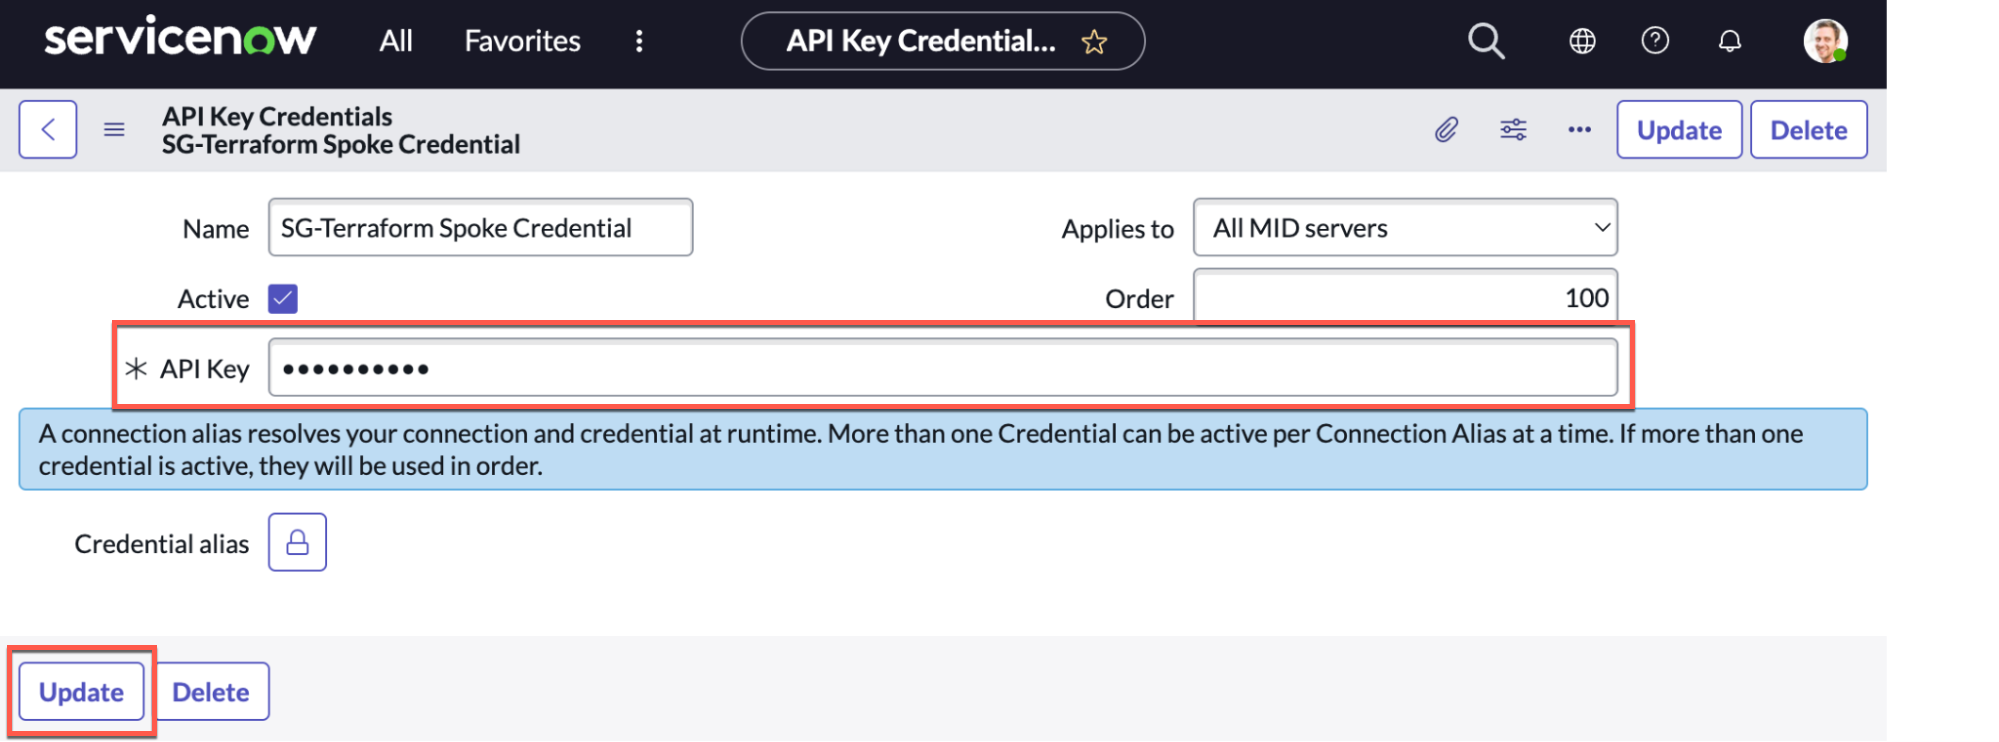 servicenow All Favorites API Key Credential...
API Key Credentials
SG-Terraform Spoke Credential
Update Delete
Name SG-Terraform Spoke Credential
Applies to All MID servers
Active
Order 100
* API Key ••••••••••
A connection alias resolves your connection and credential at runtime. More than one Credential can be active per Connection Alias at a time. If more than one
credential is active, they will be used in order.
Credential alias
Update Delete